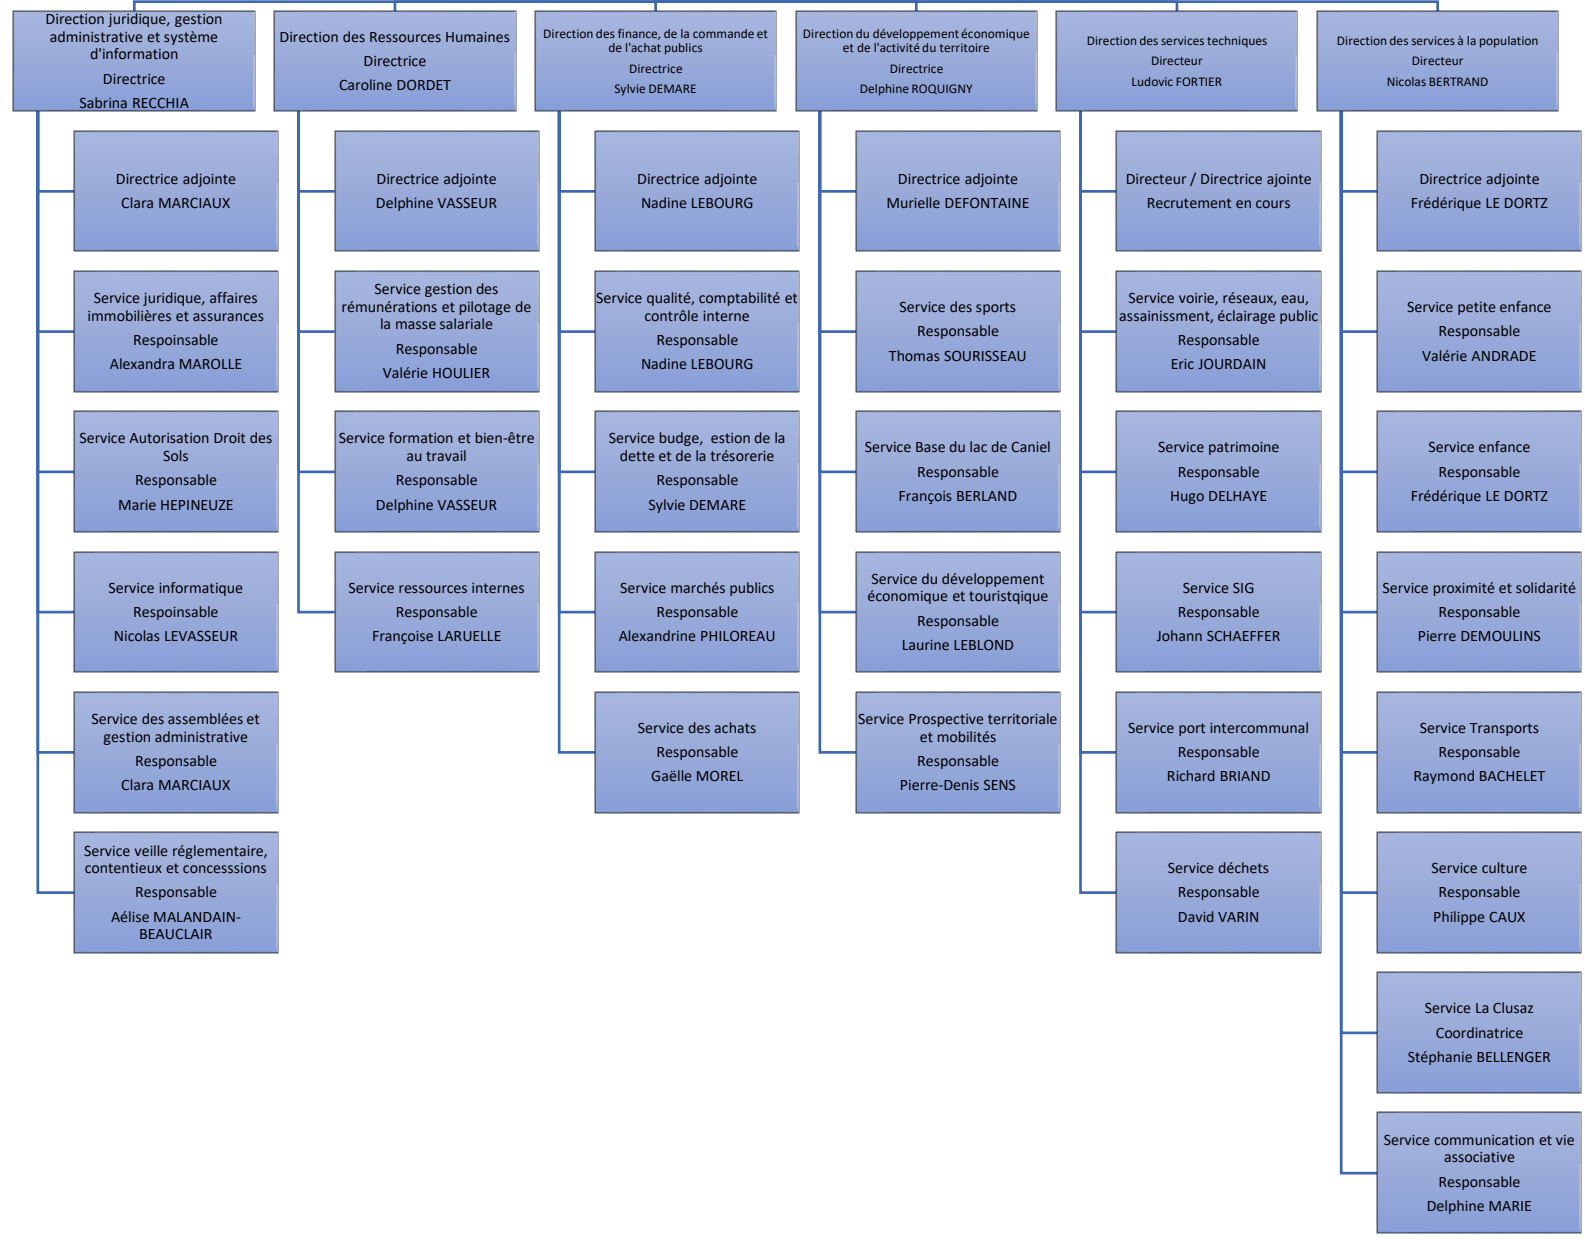 Direction juridique, gestion
administrative et système
d'information
Directrice
Sabrina RECCHIA
Directrice adjointe
Clara MARCIAUX
Service juridique, affaires
immobilières et assurances
Respoinsable
Alexandra MAROLLE
Service Autorisation Droit des
Sols
Responsable
Marie HEPINEUZE
Service informatique
Respoinsable
Nicolas LEVASSEUR
Service des assemblées et
gestion administrative
Responsable
Clara MARCIAUX
Service veille réglementaire,
contentieux et concesssions
Responsable
Aélise MALANDAIN-
BEAUCLAIR
Direction des Ressources Humaines
Directrice
Caroline DORDET
Directrice adjointe
Delphine VASSEUR
Service gestion des
rémunérations et pilotage de
la masse salariale
Responsable
Valérie HOULIER
Service formation et bien-être
au travail
Responsable
Delphine VASSEUR
Service ressources internes
Responsable
Françoise LARUELLE
Direction des finance, de la commande et
de l'achat publics
Directrice
Sylvie DEMARE
Directrice adjointe
Nadine LEBOURG
Service qualité, comptabilité et
contrôle interne
Responsable
Nadine LEBOURG
Service budge,  estion de la
dette et de la trésorerie
Responsable
Sylvie DEMARE
Service marchés publics
Responsable
Alexandrine PHILOREAU
Service des achats
Responsable
Gaëlle MOREL
Direction du développement économique
et de l'activité du territoire
Directrice
Delphine ROQUIGNY
Directrice adjointe
Murielle DEFONTAINE
Service des sports
Responsable
Thomas SOURISSEAU
Service Base du lac de Caniel
Responsable
François BERLAND
Service du développement
économique et touristqique
Responsable
Laurine LEBLOND
Service Prospective territoriale
et mobilités
Responsable
Pierre-Denis SENS
Direction des services techniques
Directeur
Ludovic FORTIER
Directeur / Directrice ajointe
Recrutement en cours
Service voirie, réseaux, eau,
assainissment, éclairage public
Responsable
Eric JOURDAIN
Service patrimoine
Responsable
Hugo DELHAYE
Service SIG
Responsable
Johann SCHAEFFER
Service port intercommunal
Responsable
Richard BRIAND
Service déchets
Responsable
David VARIN
Direction des services à la population
Directeur
Nicolas BERTRAND
Directrice adjointe
Frédérique LE DORTZ
Service petite enfance
Responsable
Valérie ANDRADE
Service enfance
Responsable
Frédérique LE DORTZ
Service proximité et solidarité
Responsable
Pierre DEMOULINS
Service Transports
Responsable
Raymond BACHELET
Service culture
Responsable
Philippe CAUX
Service La Clusaz
Coordinatrice
Stéphanie BELLENGER
Service communication et vie
associative
Responsable
Delphine MARIE